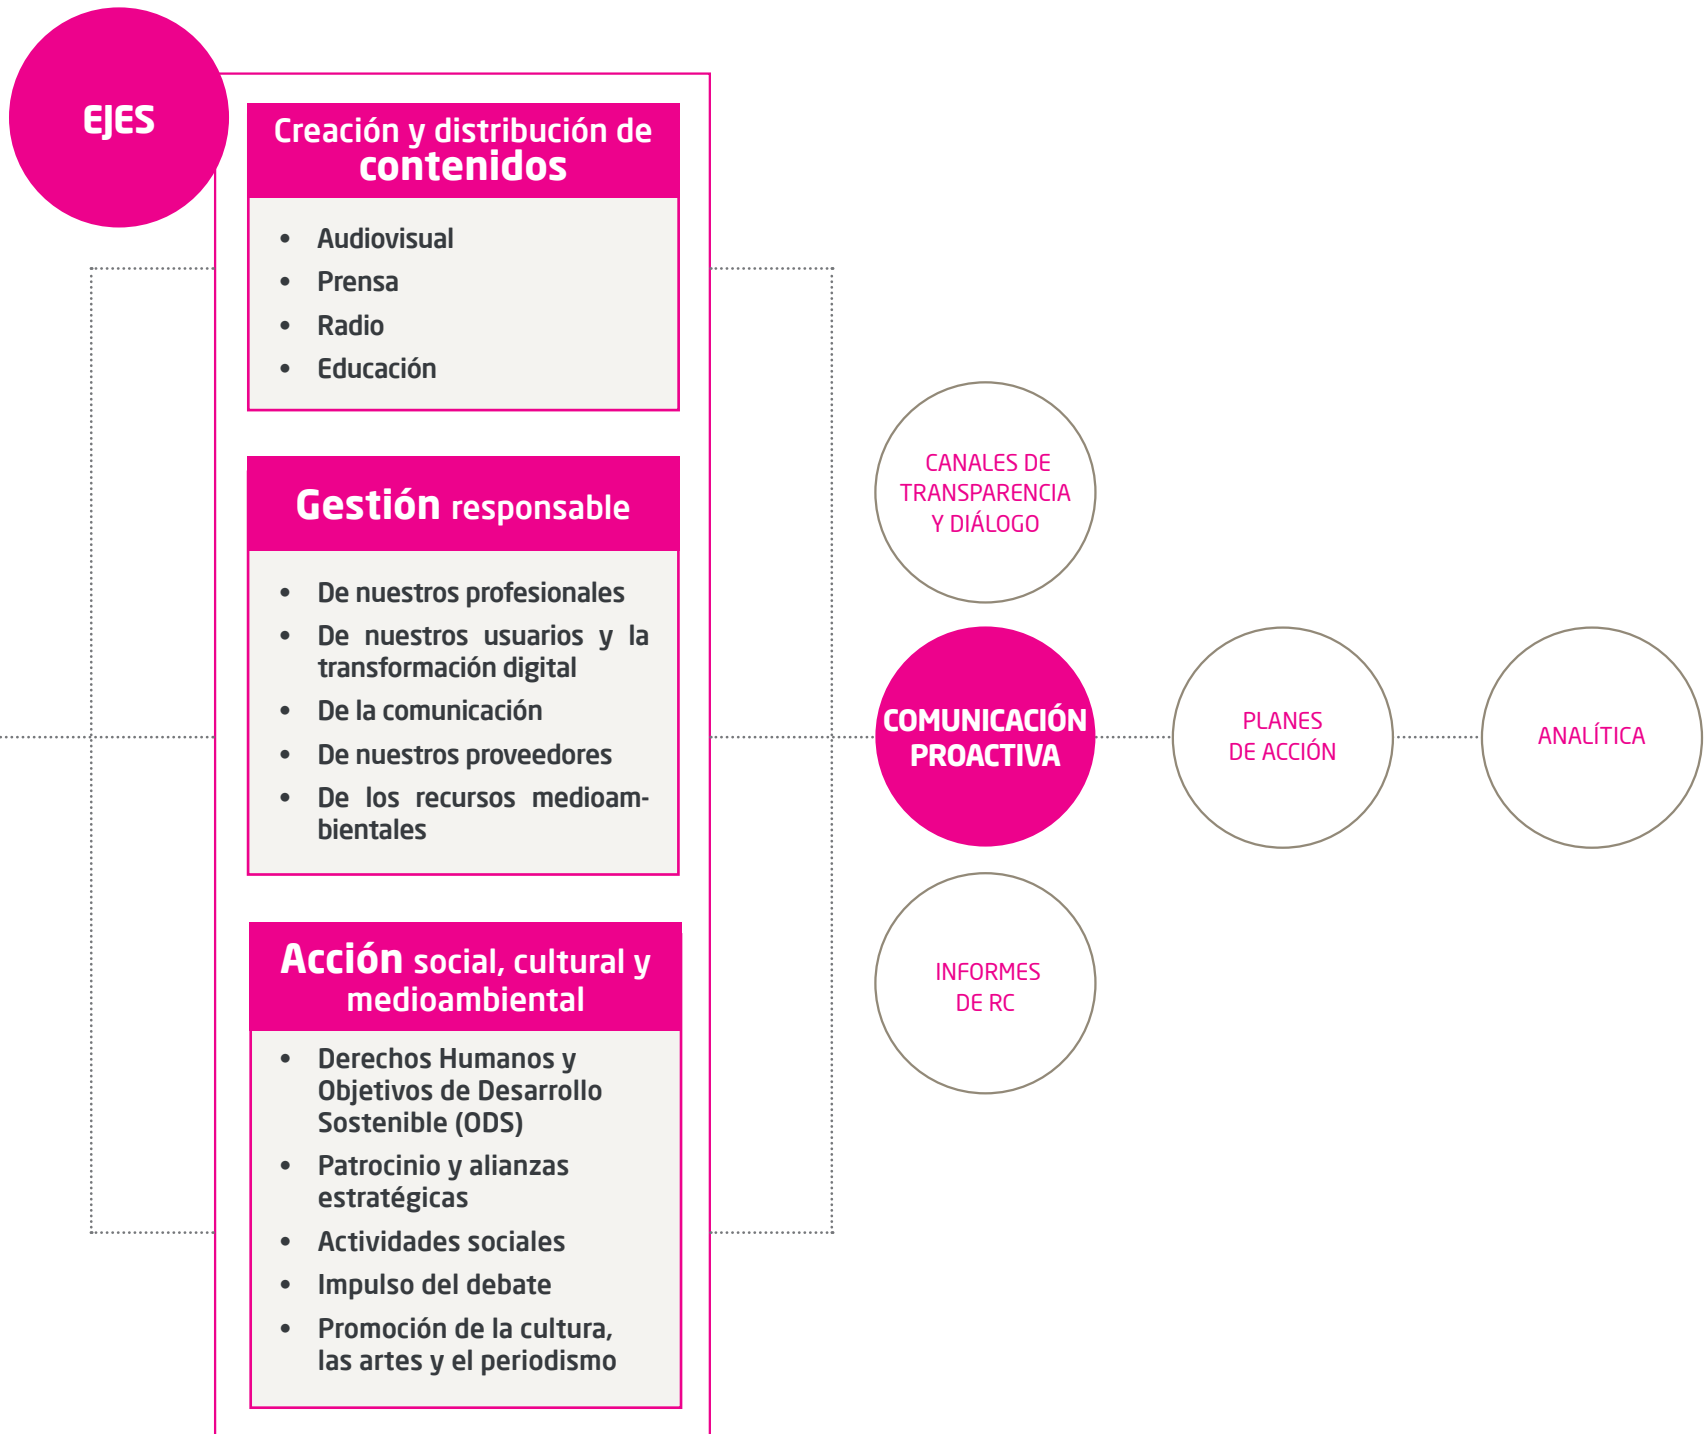 EJES
Creación y distribución de
contenidos
• Audiovisual
• Prensa
• Radio
• Educación
Gestión responsable
• De nuestros profesionales
• De nuestros usuarios y la
transformación digital
• De la comunicación
• De nuestros proveedores
• De los recursos medioam-
bientales
Acción social, cultural y
medioambiental
• Derechos Humanos y
Objetivos de Desarrollo
Sostenible (ODS)
• Patrocinio y alianzas
estratégicas
• Actividades sociales
• Impulso del debate
• Promoción de la cultura,
las artes y el periodismo
CANALES DE
TRANSPARENCIA
Y DIÁLOGO
COMUNICACIÓN
PROACTIVA
INFORMES
DE RC
PLANES
DE ACCIÓN
ANALÍTICA